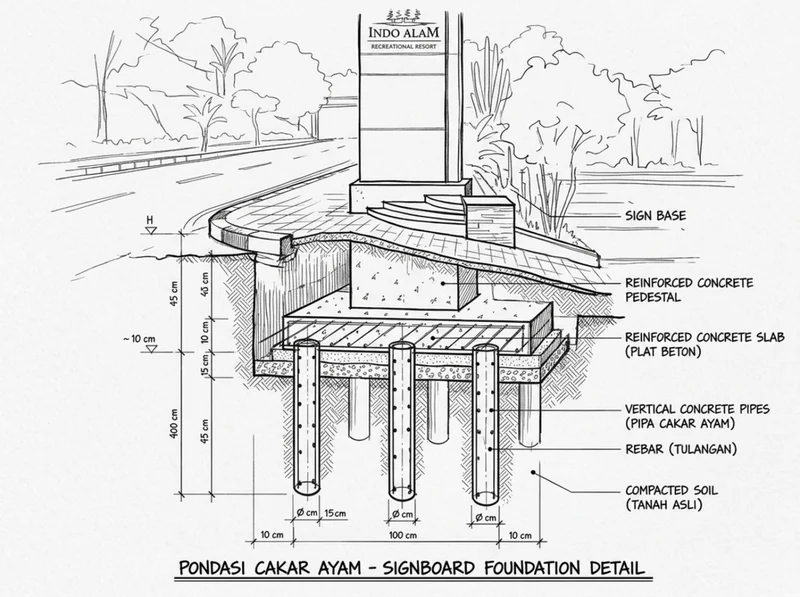 INDO ALAM
RECREATIONAL RESORT
SIGN BASE
H
REINFORCED CONCRETE
PEDESTAL
45 cm
REINFORCED CONCRETE SLAB
(PLAT BETON)
~10 cm
10 cm
15 cm
VERTICAL CONCRETE PIPES
(PIPA CAKAR AYAM)
400 cm
45 cm
REBAR (TULANGAN)
COMPACTED SOIL
(TANAH ASLI)
Ø cm
15 cm
Ø cm
Ø cm
10 cm
100 cm
10 cm
PONDASI CAKAR AYAM - SIGNBOARD FOUNDATION DETAIL